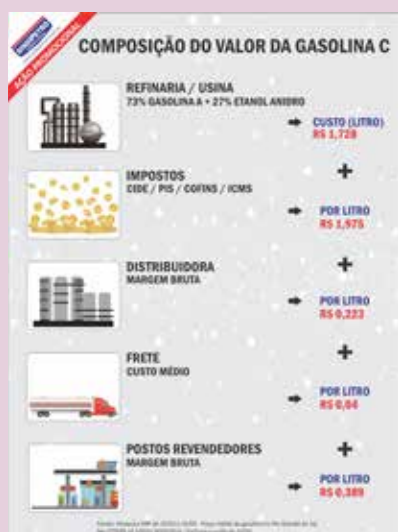 SINDIPETRO
AÇÃO PROMOCIONAL
COMPOSIÇÃO DO VALOR DA GASOLINA C
REFINARIA / USINA
73% GASOLINA A + 27% ETANOL ANIDRO
CUSTO (LITRO)
R$ 1,728
+
IMPOSTOS
CIDE / PIS / COFINS / ICMS
POR LITRO
R$ 1,975
+
DISTRIBUIDORA
MARGEM BRUTA
POR LITRO
R$ 0,223
+
FRETE
CUSTO MÉDIO
POR LITRO
R$ 0,04
+
POSTOS REVENDEDORES
MARGEM BRUTA
POR LITRO
R$ 0,389